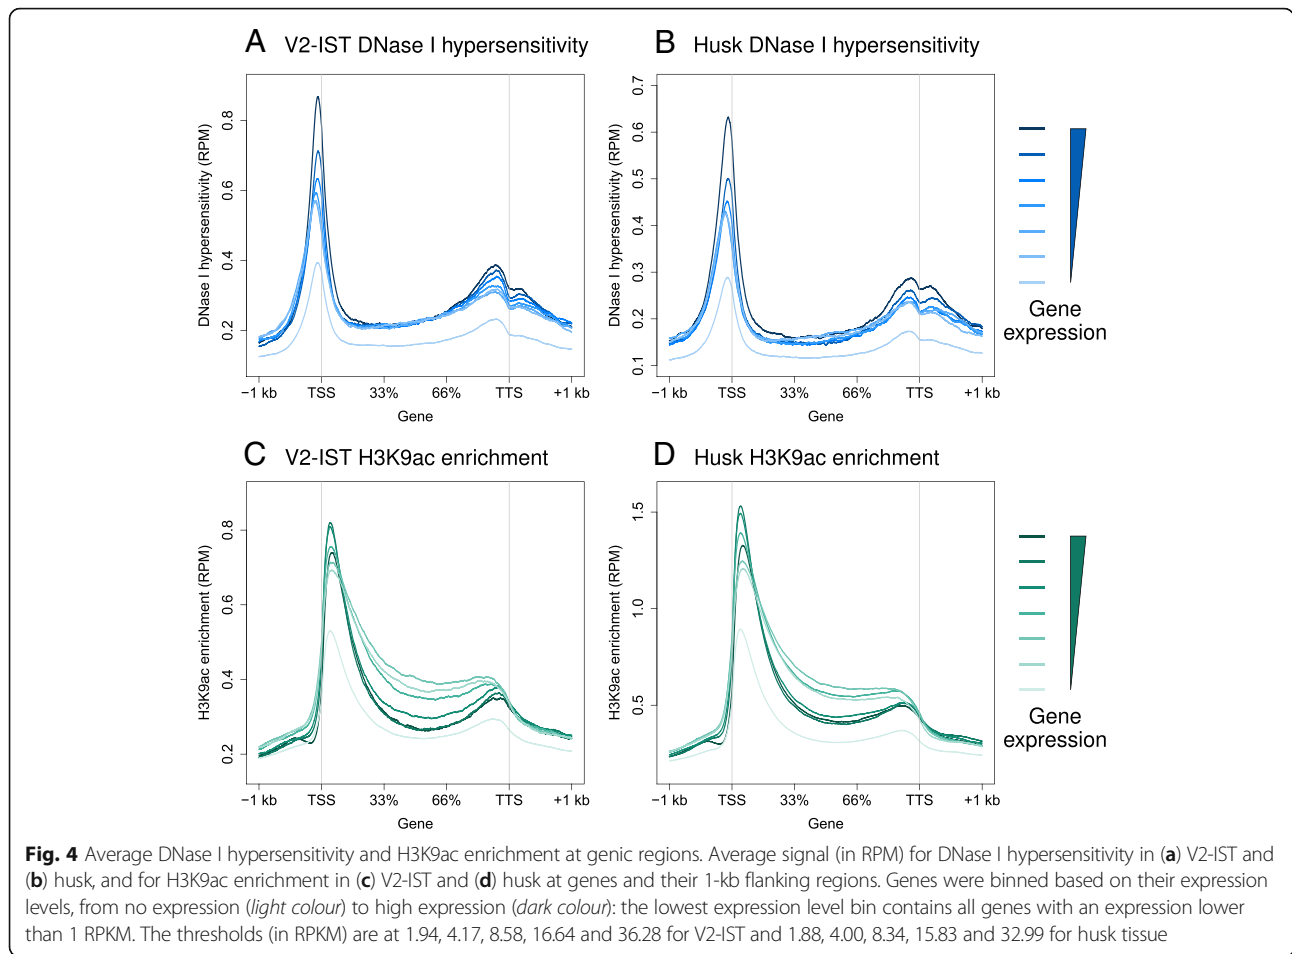 A V2-IST DNase I hypersensitivity
DNase I hypersensitivity (RPM)
0.8
0.6
0.4
0.2
−1 kb TSS 33% 66% TTS +1 kb
Gene
B Husk DNase I hypersensitivity
DNase I hypersensitivity (RPM)
0.7
0.6
0.5
0.4
0.3
0.2
0.1
−1 kb TSS 33% 66% TTS +1 kb
Gene
Gene
expression
C V2-IST H3K9ac enrichment
H3K9ac enrichment (RPM)
0.8
0.6
0.4
0.2
−1 kb TSS 33% 66% TTS +1 kb
Gene
D Husk H3K9ac enrichment
H3K9ac enrichment (RPM)
1.5
1.0
0.5
−1 kb TSS 33% 66% TTS +1 kb
Gene
Gene
expression
Fig. 4 Average DNase I hypersensitivity and H3K9ac enrichment at genic regions. Average signal (in RPM) for DNase I hypersensitivity in (a) V2-IST and
(b) husk, and for H3K9ac enrichment in (c) V2-IST and (d) husk at genes and their 1-kb flanking regions. Genes were binned based on their expression
levels, from no expression (light colour) to high expression (dark colour): the lowest expression level bin contains all genes with an expression lower
than 1 RPKM. The thresholds (in RPKM) are at 1.94, 4.17, 8.58, 16.64 and 36.28 for V2-IST and 1.88, 4.00, 8.34, 15.83 and 32.99 for husk tissue